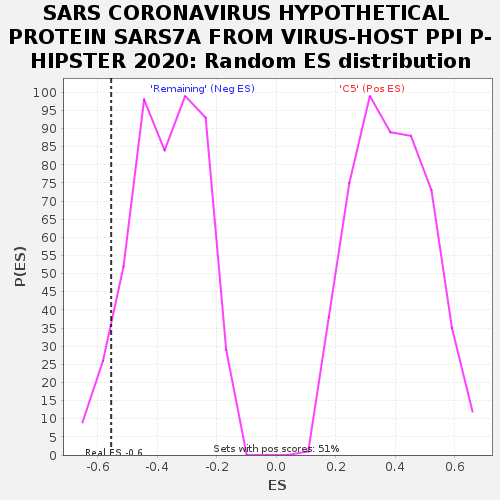 SARS CORONAVIRUS HYPOTHETICAL
PROTEIN SARS7A FROM VIRUS-HOST PPI P-
HIPSTER 2020: Random ES distribution
'Remaining' (Neg ES) 'C5' (Pos ES)
100
95
90
85
80
75
70
65
60
55
50
45
40
35
30
25
20
15
10
5
0
P(ES)
Real ES -0.6
Sets with pos scores: 51%
-0.6 -0.4 -0.2 0.0 0.2 0.4 0.6
ES